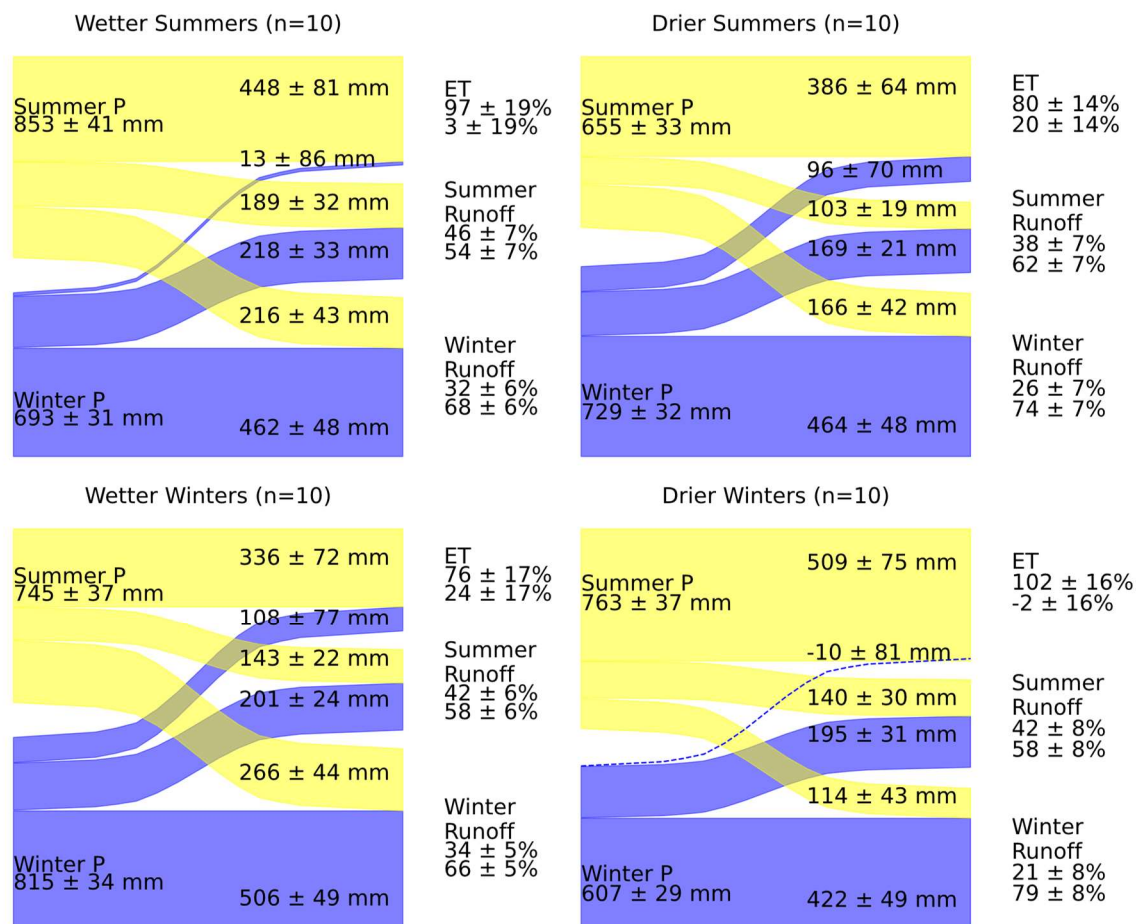 Wetter Summers (n=10)
Summer P
853 ± 41 mm
448 ± 81 mm
13 ± 86 mm
189 ± 32 mm
218 ± 33 mm
216 ± 43 mm
Winter P
693 ± 31 mm
462 ± 48 mm
ET
97 ± 19%
3 ± 19%
Summer
Runoff
46 ± 7%
54 ± 7%
Winter
Runoff
32 ± 6%
68 ± 6%
Drier Summers (n=10)
Summer P
655 ± 33 mm
386 ± 64 mm
96 ± 70 mm
103 ± 19 mm
169 ± 21 mm
166 ± 42 mm
Winter P
729 ± 32 mm
464 ± 48 mm
ET
80 ± 14%
20 ± 14%
Summer
Runoff
38 ± 7%
62 ± 7%
Winter
Runoff
26 ± 7%
74 ± 7%
Wetter Winters (n=10)
Summer P
745 ± 37 mm
336 ± 72 mm
108 ± 77 mm
143 ± 22 mm
201 ± 24 mm
266 ± 44 mm
Winter P
815 ± 34 mm
506 ± 49 mm
ET
76 ± 17%
24 ± 17%
Summer
Runoff
42 ± 6%
58 ± 6%
Winter
Runoff
34 ± 5%
66 ± 5%
Drier Winters (n=10)
Summer P
763 ± 37 mm
509 ± 75 mm
-10 ± 81 mm
140 ± 30 mm
195 ± 31 mm
114 ± 43 mm
Winter P
607 ± 29 mm
422 ± 49 mm
ET
102 ± 16%
-2 ± 16%
Summer
Runoff
42 ± 8%
58 ± 8%
Winter
Runoff
21 ± 8%
79 ± 8%